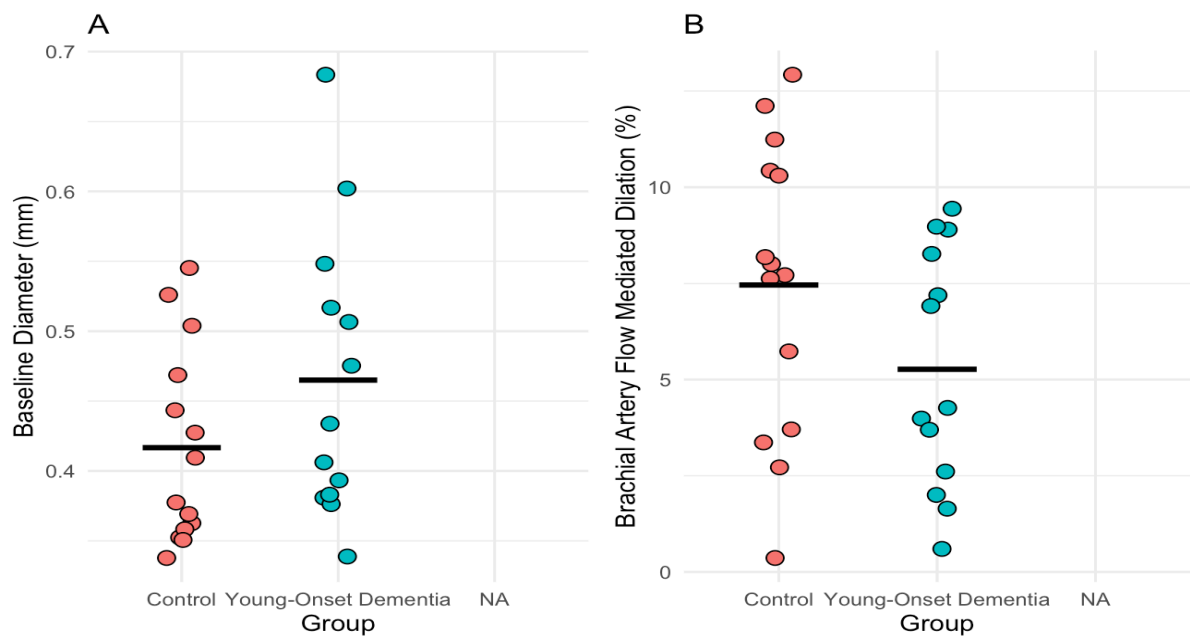 A
Baseline Diameter (mm)
0.7
0.6
0.5
0.4
Control Young-Onset Dementia NA
Group
B
Brachial Artery Flow Mediated Dilation (%)
10
5
0
Control Young-Onset Dementia NA
Group